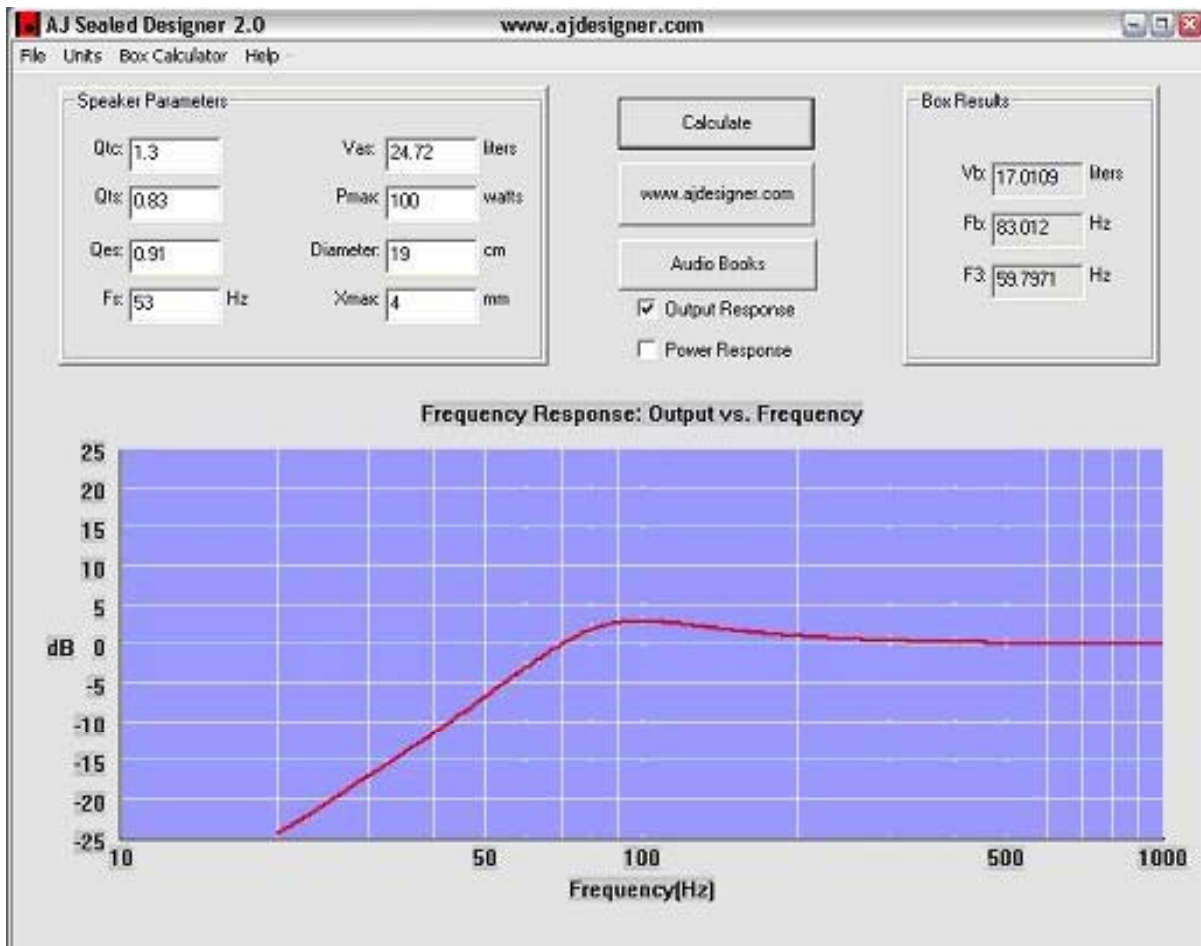 AJ Sealed Designer 2.0
www.ajdesigner.com
File Units Box Calculator Help
Speaker Parameters
Qtc: 1.3
Vas: 24.72 liters
Qts: 0.83
Pmax: 100 watts
Qes: 0.91
Diameter: 19 cm
Fs: 53 Hz
Xmax: 4 mm
Calculate
www.ajdesigner.com
Audio Books
Output Response
Power Response
Box Results
Vb: 17.0109 liters
Fb: 83.012 Hz
F3: 59.7971 Hz
Frequency Response: Output vs. Frequency
25
20
15
10
5
dB 0
-5
-10
-15
-20
-25
10 50 100 500 1000
Frequency(Hz)